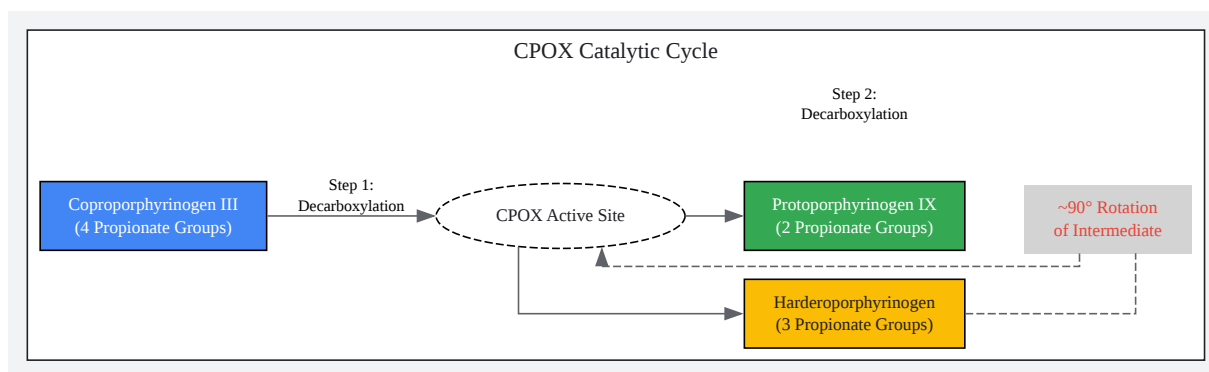 CPOX Catalytic Cycle
Step 2:
Decarboxylation
Coproporphyrinogen III
(4 Propionate Groups)
Step 1:
Decarboxylation
CPOX Active Site
Protoporphyrinogen IX
(2 Propionate Groups)
~90° Rotation
of Intermediate
Harderoporphyrinogen
(3 Propionate Groups)